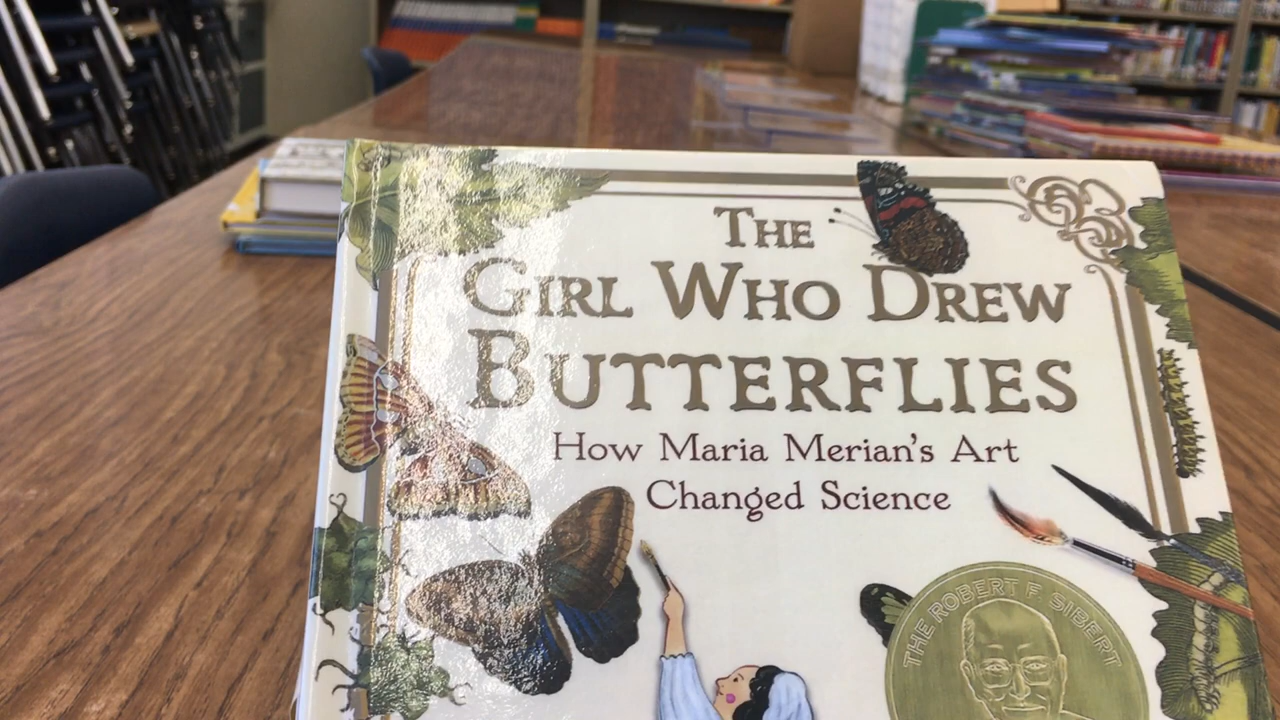 The
Girl Who Drew
Butterflies
How Maria Merian's Art
Changed Science
THE ROBERT F. SIBERT